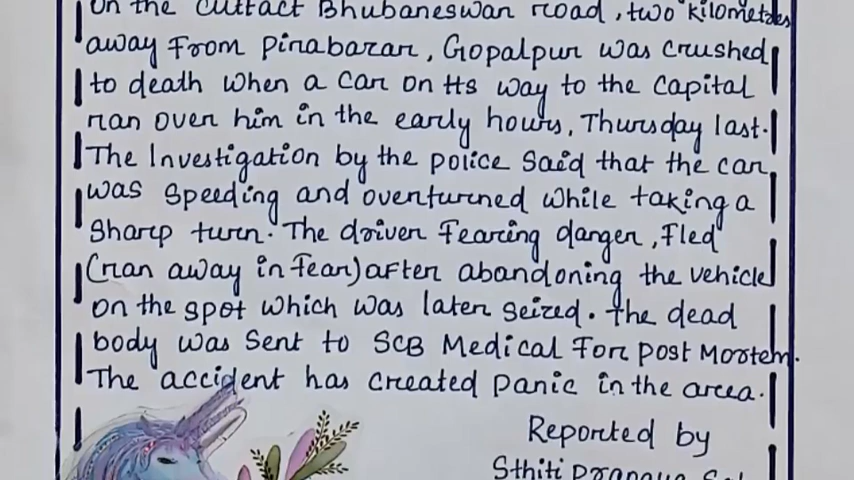 On the Cuttact Bhubaneswar road, two kilometres
away from Pirabazar, Gopalpur was crushed
to death when a car on its way to the capital
ran over him in the early hours, Thursday last.
The Investigation by the police said that the car
was speeding and overturned while taking a
sharp turn. The driver fearing danger, fled
(ran away in fear) after abandoning the vehicle
on the spot which was later seized. the dead
body was sent to SCB Medical for post Mortem.
The accident has created panic in the area.
Reported by
Sthiti